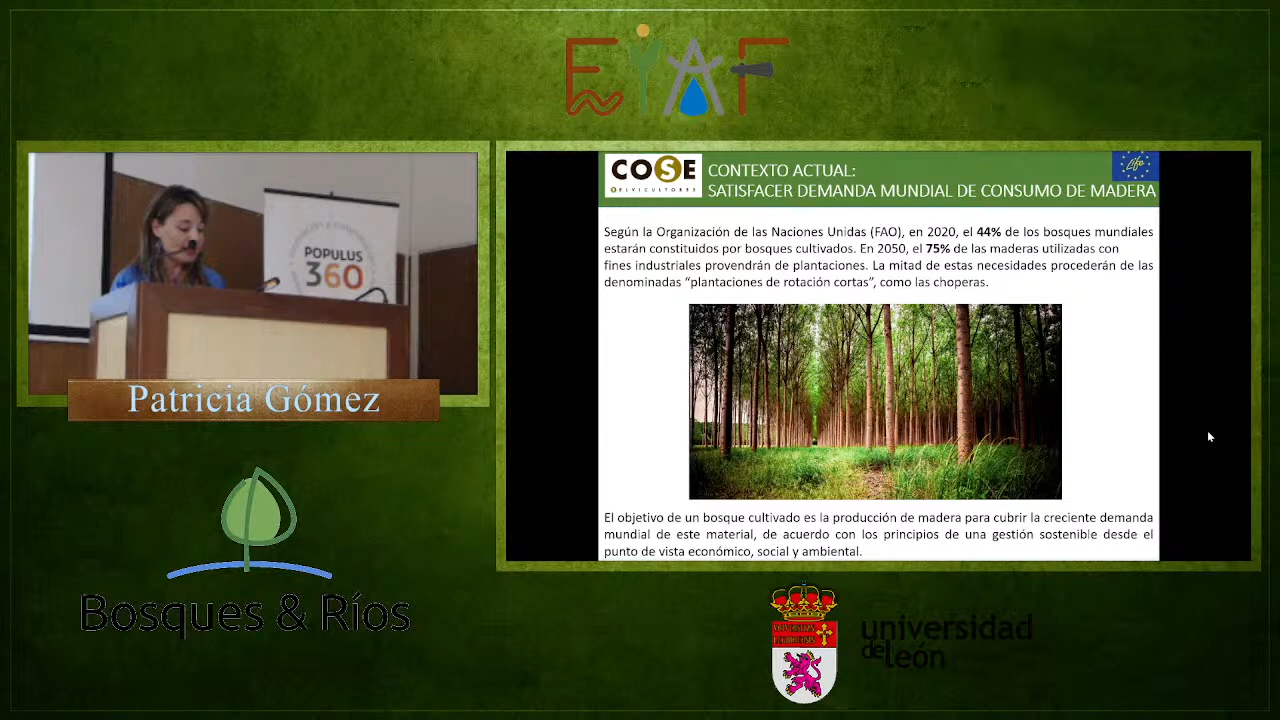 EIAF
COSE
SELVICULTORES
CONTEXTO ACTUAL:
SATISFACER DEMANDA MUNDIAL DE CONSUMO DE MADERA
Life
Según la Organización de las Naciones Unidas (FAO), en 2020, el 44% de los bosques mundiales
estarán constituidos por bosques cultivados. En 2050, el 75% de las maderas utilizadas con
fines industriales provendrán de plantaciones. La mitad de estas necesidades procederán de las
denominadas “plantaciones de rotación cortas”, como las choperas.
El objetivo de un bosque cultivado es la producción de madera para cubrir la creciente demanda
mundial de este material, de acuerdo con los principios de una gestión sostenible desde el
punto de vista económico, social y ambiental.
POPULUS
360
Patricia Gómez
Bosques & Ríos
universidad
de león